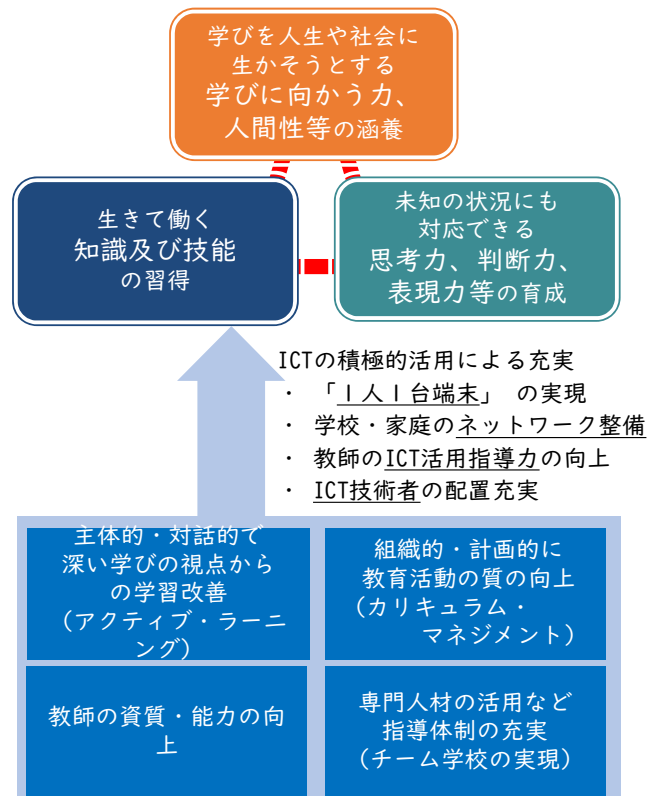 学びを人生や社会に
生かそうとする
学びに向かう力、
人間性等の涵養
生きて働く
知識及び技能
の習得
未知の状況にも
対応できる
思考力、判断力、
表現力等の育成
ICTの積極的活用による充実
・ 「1人1台端末」 の実現
・ 学校・家庭のネットワーク整備
・ 教師のICT活用指導力の向上
・ ICT技術者の配置充実
主体的・対話的で
深い学びの視点から
の学習改善
(アクティブ・ラーニ
ング)
組織的・計画的に
教育活動の質の向上
(カリキュラム・
マネジメント)
教師の資質・能力の向
上
専門人材の活用など
指導体制の充実
(チーム学校の実現)